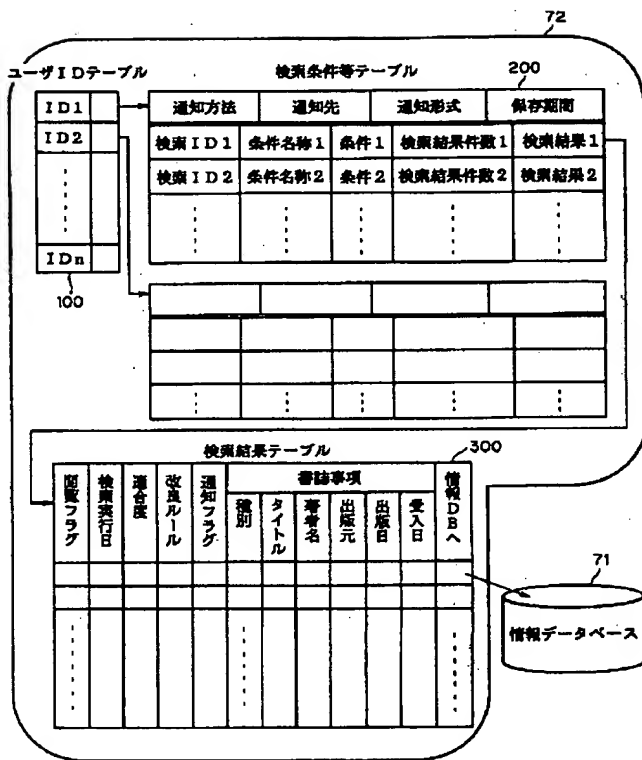 72
ユーザIDテーブル
検索条件等テーブル
200
ID1
通知方法 通知先 通知形式 保存期間
ID2
検索ID1 条件名称1 条件1 検索結果件数1 検索結果1
検索ID2 条件名称2 条件2 検索結果件数2 検索結果2
IDn
100
検索結果テーブル
300
閲覧フラグ
検索実行日
適合度
改良ルール
通知フラグ
書誌事項
種別
タイトル
著者名
出版元
出版日
受入日
情報DBへ
71
情報データベース